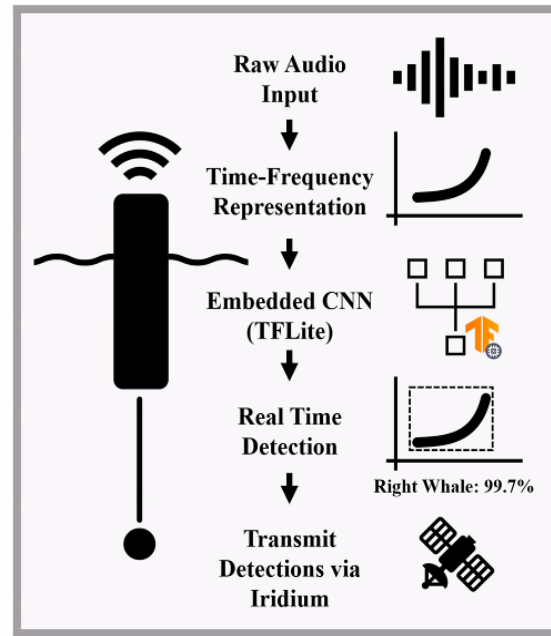 Raw Audio
Input
Time-Frequency
Representation
Embedded CNN
(TFLite)
Real Time
Detection
Right Whale: 99.7%
Transmit
Detections via
Iridium